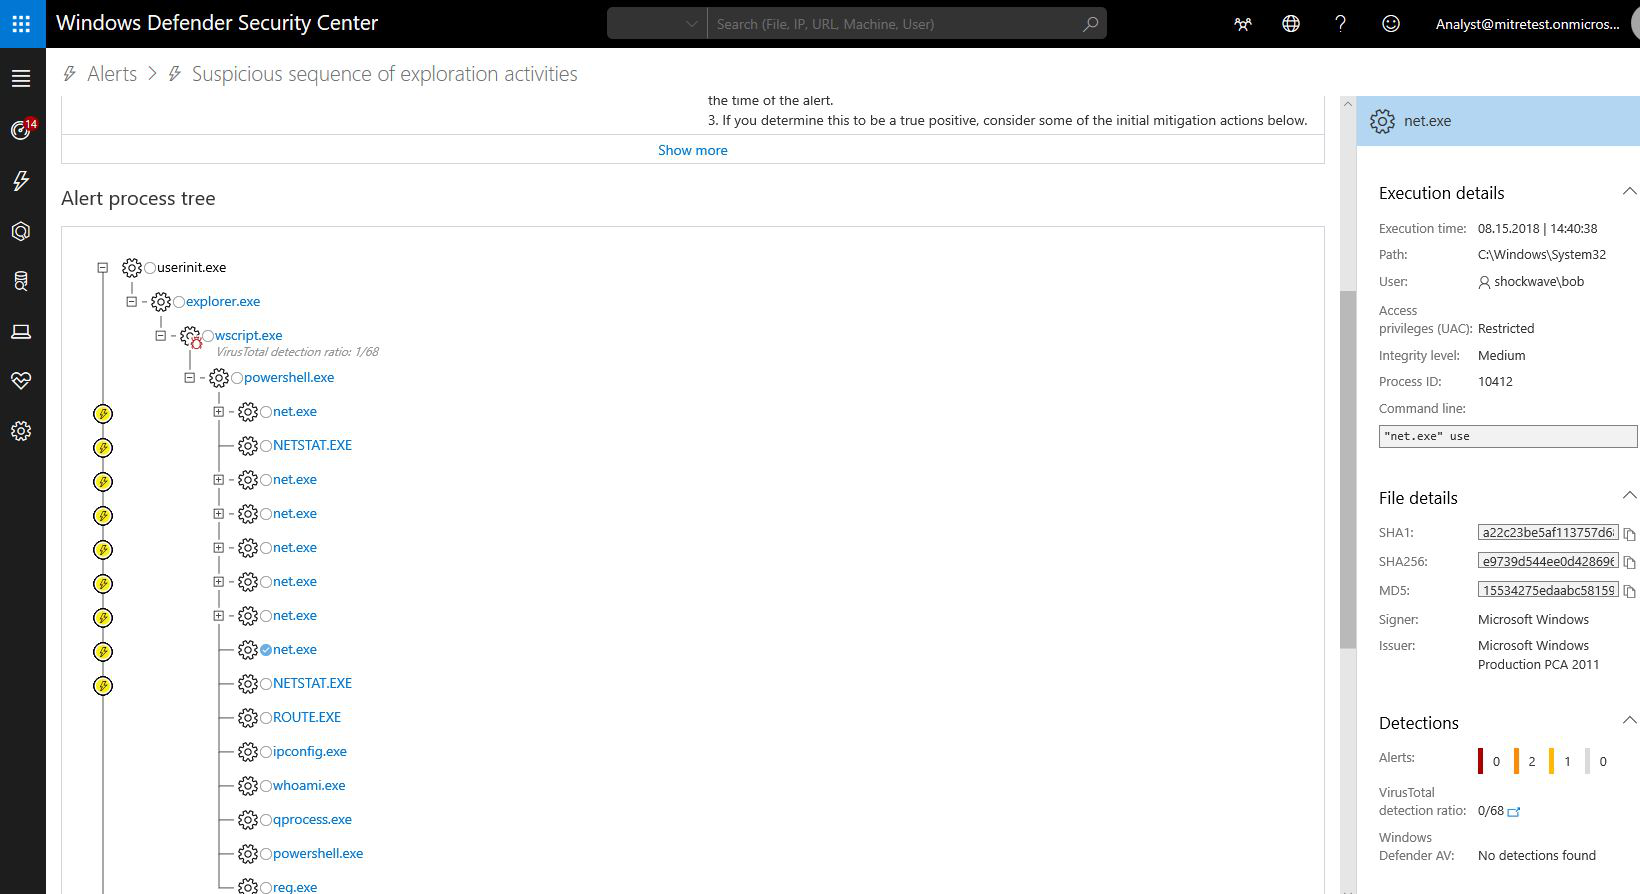 Windows Defender Security Center
Search (File, IP, URL, Machine, User)
Analyst@mitretest.onmicros...
Alerts > Suspicious sequence of exploration activities
14
the time of the alert.
3. If you determine this to be a true positive, consider some of the initial mitigation actions below.
Show more
Alert process tree
userinit.exe
explorer.exe
wscript.exe
VirusTotal detection ratio: 1/68
powershell.exe
net.exe
NETSTAT.EXE
net.exe
net.exe
net.exe
net.exe
net.exe
net.exe
NETSTAT.EXE
ROUTE.EXE
ipconfig.exe
whoami.exe
qprocess.exe
powershell.exe
reg.exe
net.exe
Execution details
Execution time: 08.15.2018 | 14:40:38
Path: C:\Windows\System32
User: shockwave\bob
Access
privileges (UAC): Restricted
Integrity level: Medium
Process ID: 10412
Command line:
"net.exe" use
File details
SHA1: a22c23be5af113757d6
SHA256: e9739d544ee0d428696
MD5: 15534275edaabc58159
Signer: Microsoft Windows
Issuer: Microsoft Windows
Production PCA 2011
Detections
Alerts: 0 2 1 0
VirusTotal
detection ratio: 0/68
Windows
Defender AV: No detections found